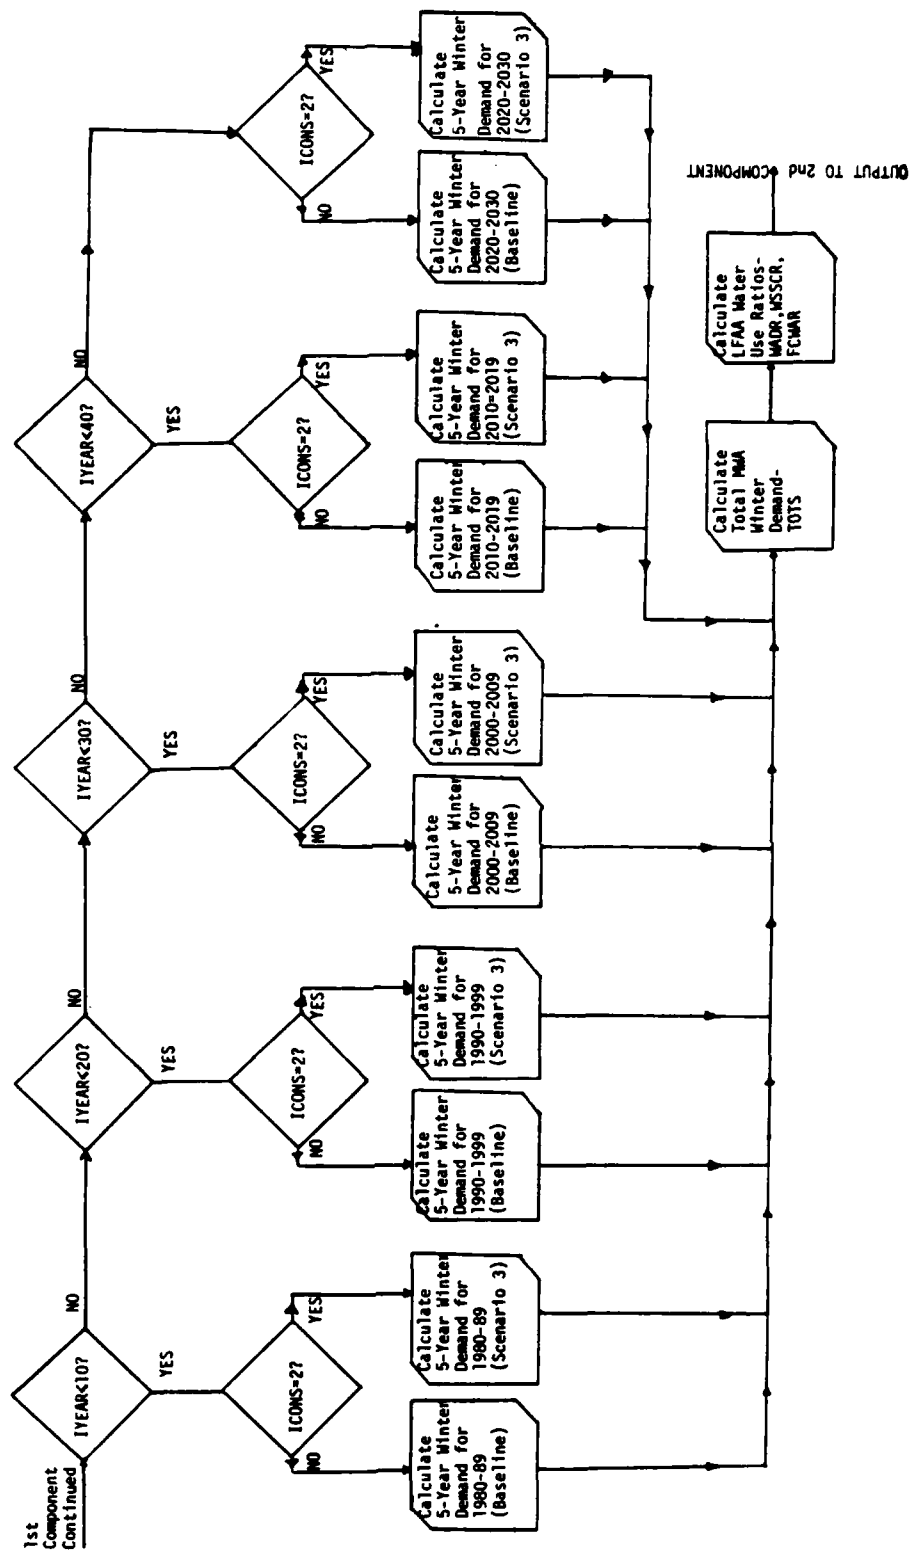 1st
Component
Continued
IYEAR<10?
NO
YES
ICONS=2?
NO
YES
Calculate
5-Year Winter
Demand for
1980-89
(Baseline)
Calculate
5-Year Winter
Demand for
1980-89
(Scenario 3)
IYEAR<20?
NO
YES
ICONS=2?
NO
YES
Calculate
5-Year Winter
Demand for
1990-1999
(Baseline)
Calculate
5-Year Winter
Demand for
1990-1999
(Scenario 3)
IYEAR<30?
NO
YES
ICONS=2?
NO
YES
Calculate
5-Year Winter
Demand for
2000-2009
(Baseline)
Calculate
5-Year Winter
Demand for
2000-2009
(Scenario 3)
IYEAR<40?
NO
YES
ICONS=2?
NO
YES
Calculate
5-Year Winter
Demand for
2010-2019
(Baseline)
Calculate
5-Year Winter
Demand for
2010=2019
(Scenario 3)
ICONS=2?
NO
YES
Calculate
5-Year Winter
Demand for
2020-2030
(Baseline)
Calculate
5-Year Winter
Demand for
2020-2030
(Scenario 3)
Calculate
Total MWA
Winter
Demand-
TOTS
Calculate
LFAA Water
Use Ratios-
WADR,WSSCR,
FCWAR
OUTPUT TO 2nd COMPONENT